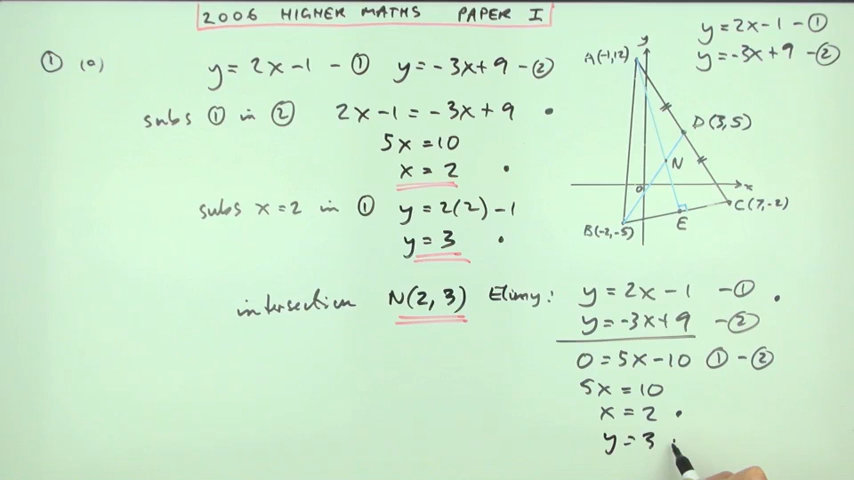 2006 HIGHER MATHS PAPER I
① (a) y = 2x-1 - ① y = -3x+9 - ②
subs ① in ② 2x-1 = -3x+9
5x = 10
x = 2
subs x = 2 in ① y = 2(2) - 1
y = 3
intersection N(2, 3)
y = 2x-1 - ①
y = -3x+9 - ②
y
A(-1,12)
D(3,5)
N
o
x
C(7,-2)
B(-2,-5)
E
y = 2x - 1 - ①
y = -3x+9 - ②
0 = 5x-10 ① - ②
5x = 10
x = 2
y = 3